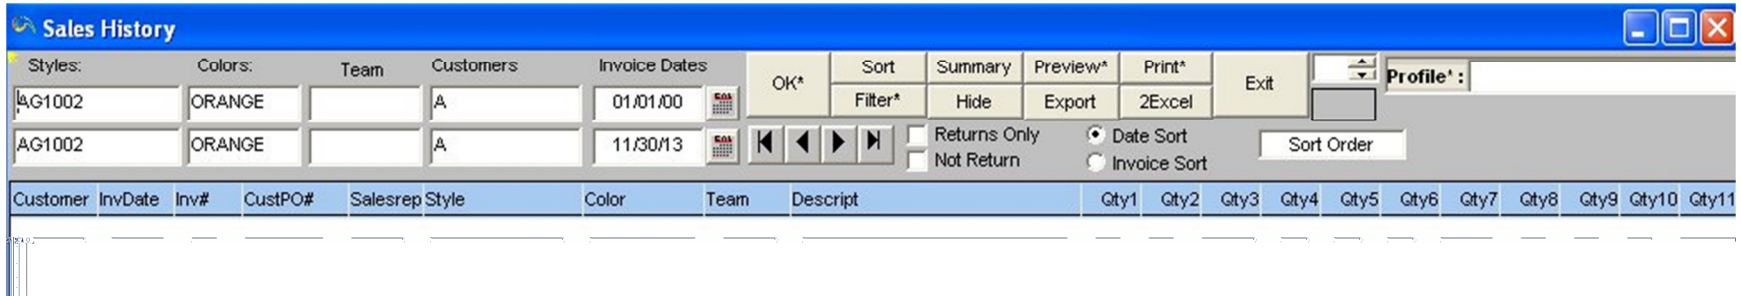 Sales History
Styles: Colors: Team Customers Invoice Dates
OK* Sort Summary Preview* Print* Exit Profile* :
AG1002 ORANGE A 01/01/00
Filter* Hide Export 2Excel
AG1002 ORANGE A 11/30/13
Returns Only Date Sort Sort Order
Not Return Invoice Sort
Customer InvDate Inv# CustPO# Salesrep Style Color Team Descript Qty1 Qty2 Qty3 Qty4 Qty5 Qty6 Qty7 Qty8 Qty9 Qty10 Qty11